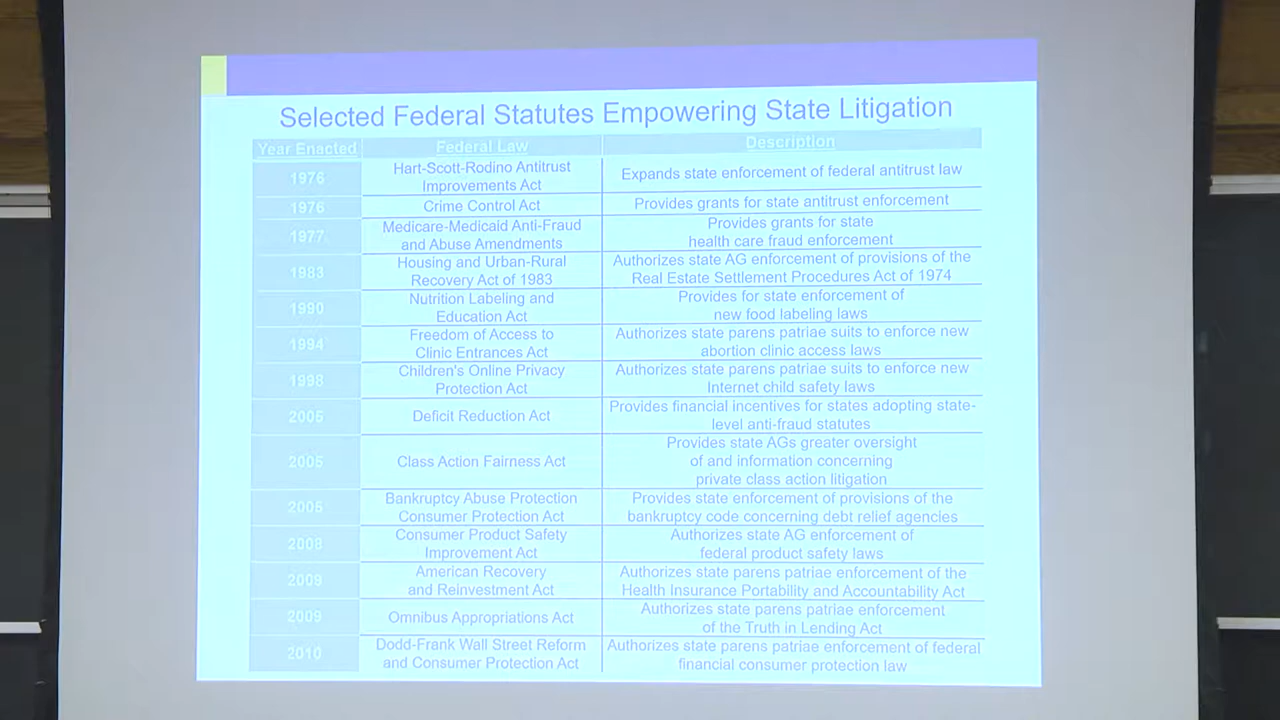 Selected Federal Statutes Empowering State Litigation
Year Enacted Federal Law Description
1976 Hart-Scott-Rodino Antitrust
Improvements Act Expands state enforcement of federal antitrust law
1976 Crime Control Act Provides grants for state antitrust enforcement
1977 Medicare-Medicaid Anti-Fraud
and Abuse Amendments Provides grants for state
health care fraud enforcement
1983 Housing and Urban-Rural
Recovery Act of 1983 Authorizes state AG enforcement of provisions of the
Real Estate Settlement Procedures Act of 1974
1990 Nutrition Labeling and
Education Act Provides for state enforcement of
new food labeling laws
1994 Freedom of Access to
Clinic Entrances Act Authorizes state parens patriae suits to enforce new
abortion clinic access laws
1998 Children's Online Privacy
Protection Act Authorizes state parens patriae suits to enforce new
Internet child safety laws
2005 Deficit Reduction Act Provides financial incentives for states adopting state-
level anti-fraud statutes
2005 Class Action Fairness Act Provides state AGs greater oversight
of and information concerning
private class action litigation
2005 Bankruptcy Abuse Protection
Consumer Protection Act Provides state enforcement of provisions of the
bankruptcy code concerning debt relief agencies
2008 Consumer Product Safety
Improvement Act Authorizes state AG enforcement of
federal product safety laws
2009 American Recovery
and Reinvestment Act Authorizes state parens patriae enforcement of the
Health Insurance Portability and Accountability Act
2009 Omnibus Appropriations Act Authorizes state parens patriae enforcement
of the Truth in Lending Act
2010 Dodd-Frank Wall Street Reform
and Consumer Protection Act Authorizes state parens patriae enforcement of federal
financial consumer protection law